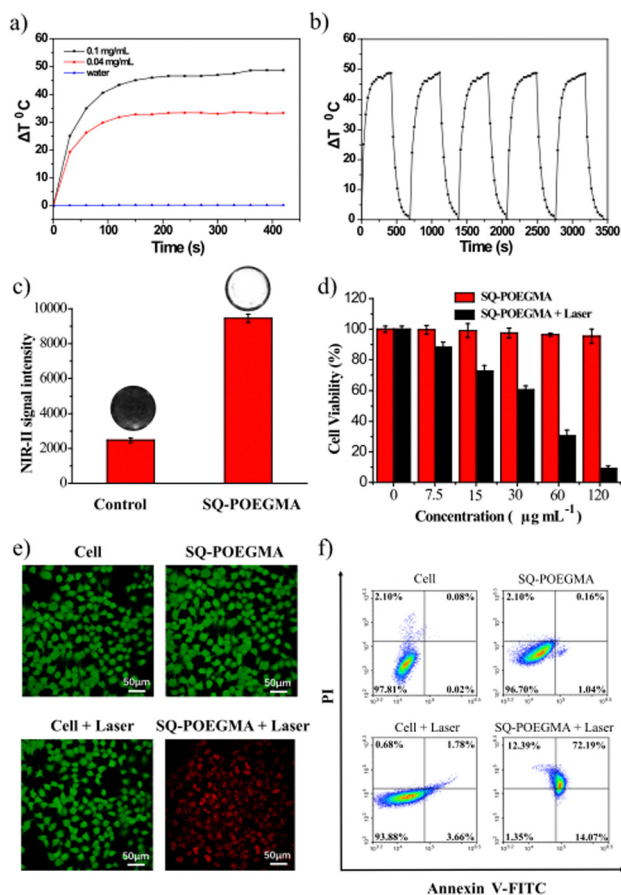 a)
0.1 mg/mL
0.04 mg/mL
water
ΔT ⁰C
60
50
40
30
20
10
0
0 100 200 300 400
Time (s)
b)
ΔT ⁰C
60
50
40
30
20
10
0
0 500 1000 1500 2000 2500 3000 3500
Time (s)
c)
NIR-II signal intensity
10000
8000
6000
4000
2000
0
Control SQ-POEGMA
d)
SQ-POEGMA
SQ-POEGMA + Laser
Cell Viability (%)
120
100
80
60
40
20
0
0 7.5 15 30 60 120
Concentration ( μg mL⁻¹)
e)
Cell SQ-POEGMA
50μm 50μm
Cell + Laser SQ-POEGMA + Laser
50μm 50μm
f)
PI
Cell SQ-POEGMA
2.10% 0.08% 2.10% 0.16%
97.81% 0.02% 96.70% 1.04%
Cell + Laser SQ-POEGMA + Laser
0.68% 1.78% 12.39% 72.19%
93.88% 3.66% 1.35% 14.07%
Annexin V-FITC